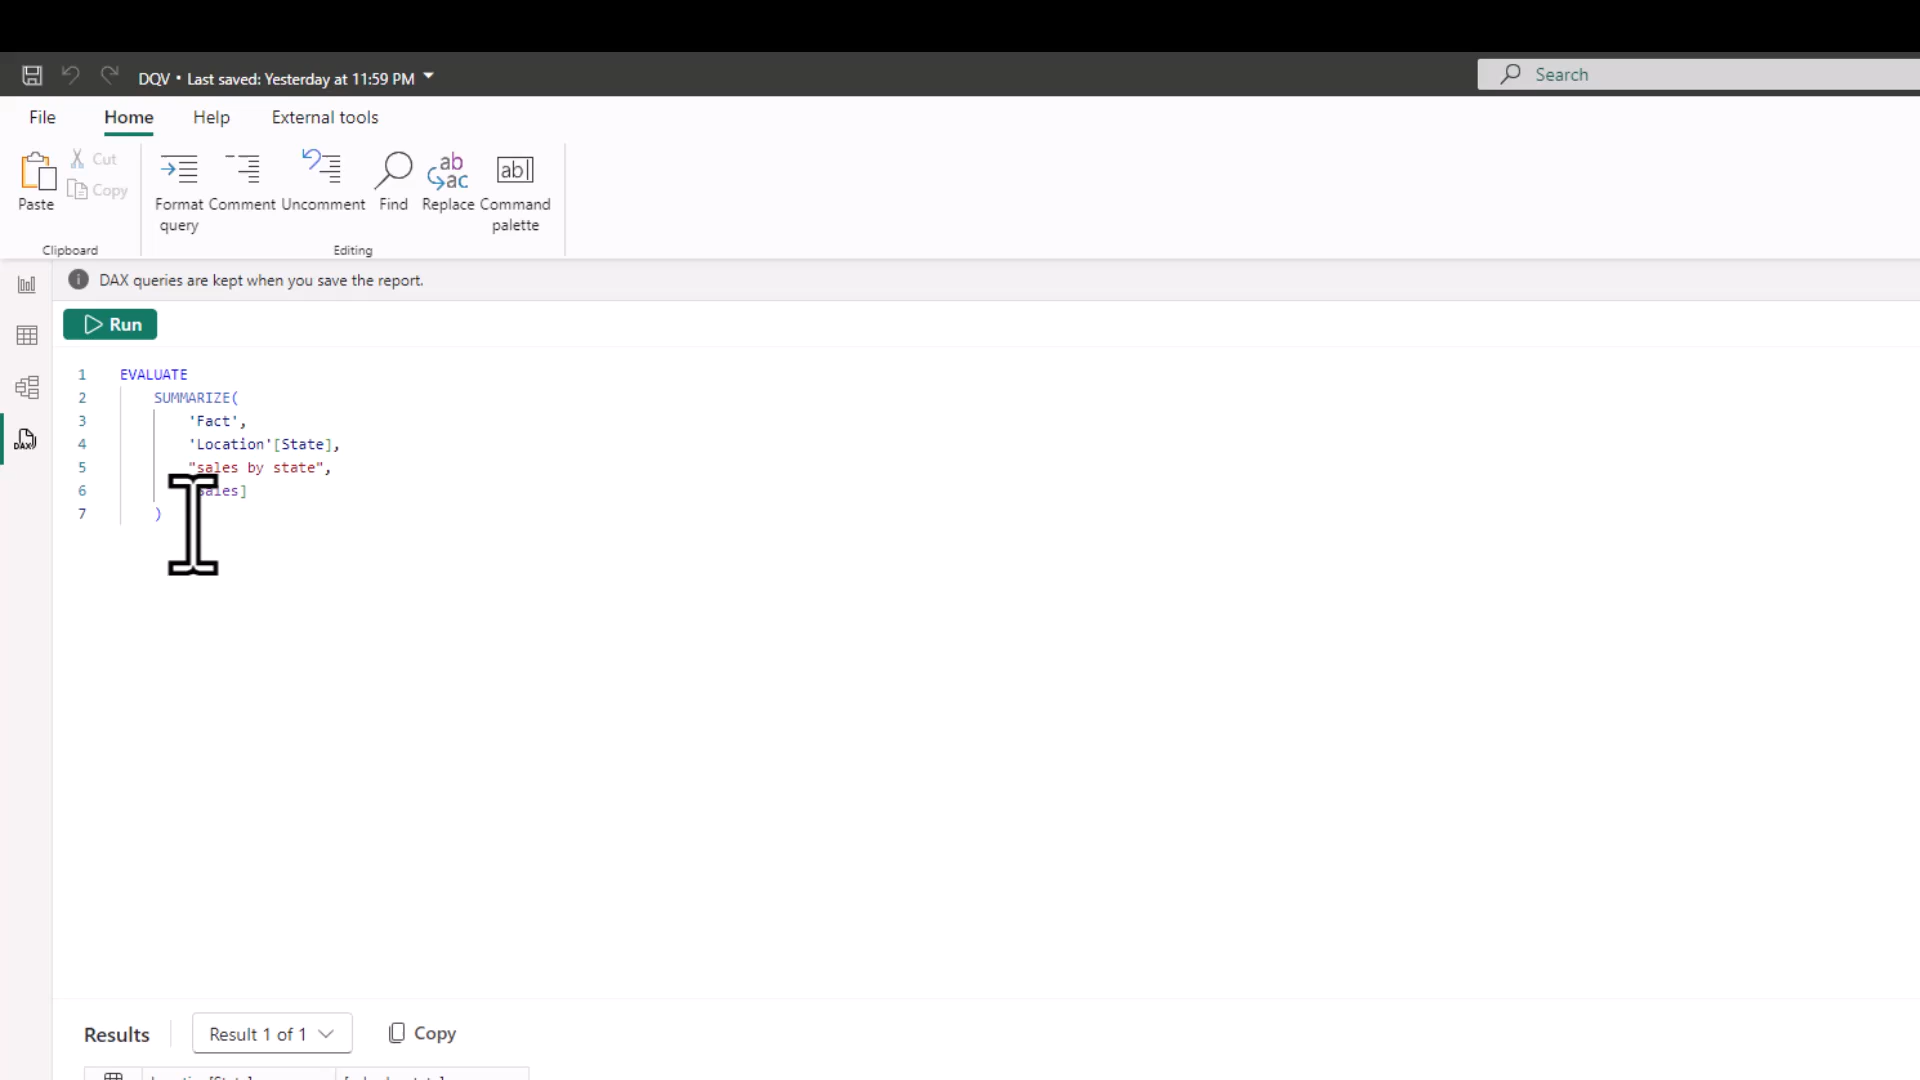 DQV • Last saved: Yesterday at 11:59 PM
Search
File Home Help External tools
Paste
Cut
Copy
Format query
Comment
Uncomment
Find
Replace
Command palette
Clipboard
Editing
DAX queries are kept when you save the report.
Run
1 EVALUATE
2 SUMMARIZE(
3 'Fact',
4 'Location'[State],
5 "sales by state",
6 sales]
7 )
Results
Result 1 of 1
Copy